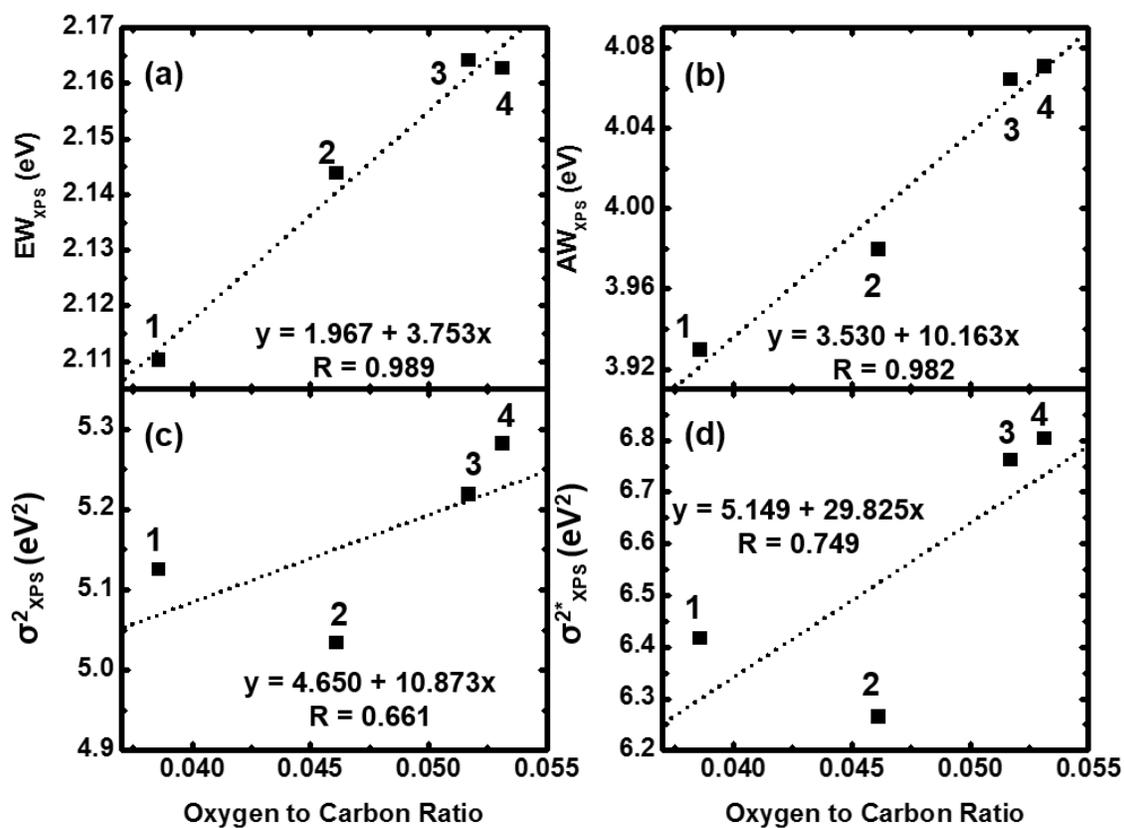 2.17
2.16
2.15
2.14
2.13
2.12
2.11
EW_XPS (eV)
(a)
1
2
3
4
y = 1.967 + 3.753x
R = 0.989
4.08
4.04
4.00
3.96
3.92
AW_XPS (eV)
(b)
1
2
3
4
y = 3.530 + 10.163x
R = 0.982
5.3
5.2
5.1
5.0
4.9
σ²_XPS (eV²)
(c)
1
2
3
4
y = 4.650 + 10.873x
R = 0.661
0.040 0.045 0.050 0.055
Oxygen to Carbon Ratio
6.8
6.7
6.6
6.5
6.4
6.3
6.2
σ²*_XPS (eV²)
(d)
1
2
3
4
y = 5.149 + 29.825x
R = 0.749
0.040 0.045 0.050 0.055
Oxygen to Carbon Ratio